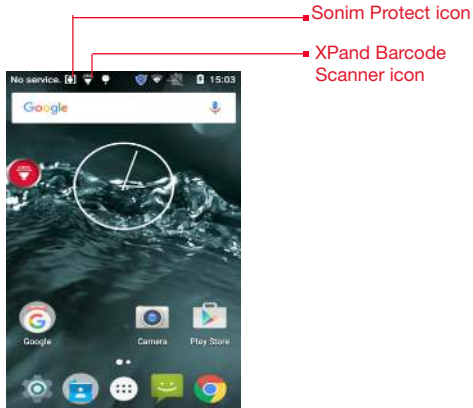 Sonim Protect icon
XPand Barcode
Scanner icon
No service. 15:03
Google
Google Camera Play Store